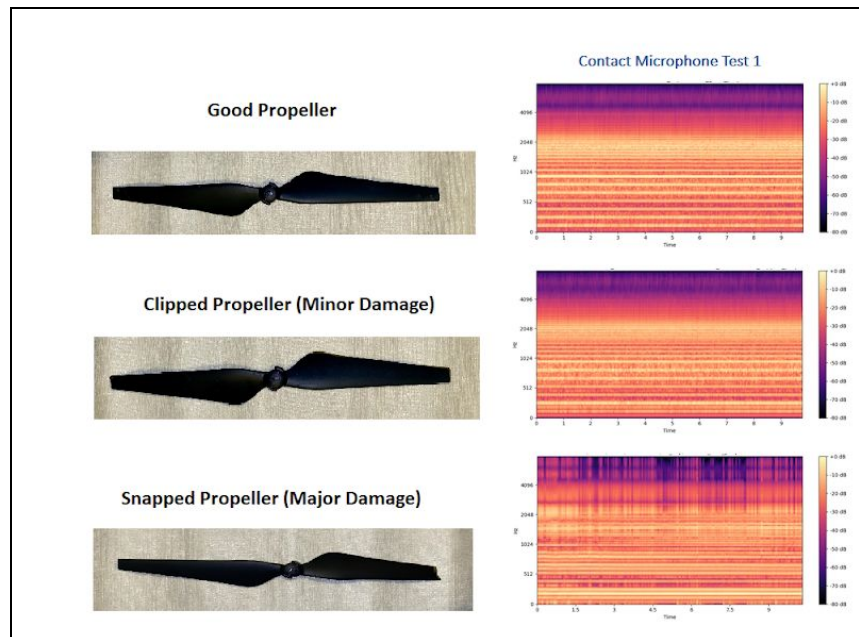 Contact Microphone Test 1
Good Propeller
4096
2048
1024
512
0
Hz
0 1 2 3 4 5 6 7 8 9
Time
+0 dB
-10 dB
-20 dB
-30 dB
-40 dB
-50 dB
-60 dB
-70 dB
-80 dB
Clipped Propeller (Minor Damage)
4096
2048
1024
512
0
Hz
0 1 2 3 4 5 6 7 8 9
Time
+0 dB
-10 dB
-20 dB
-30 dB
-40 dB
-50 dB
-60 dB
-70 dB
-80 dB
Snapped Propeller (Major Damage)
4096
2048
1024
512
0
Hz
0 1.5 3 4.5 6 7.5 9
Time
+0 dB
-10 dB
-20 dB
-30 dB
-40 dB
-50 dB
-60 dB
-70 dB
-80 dB